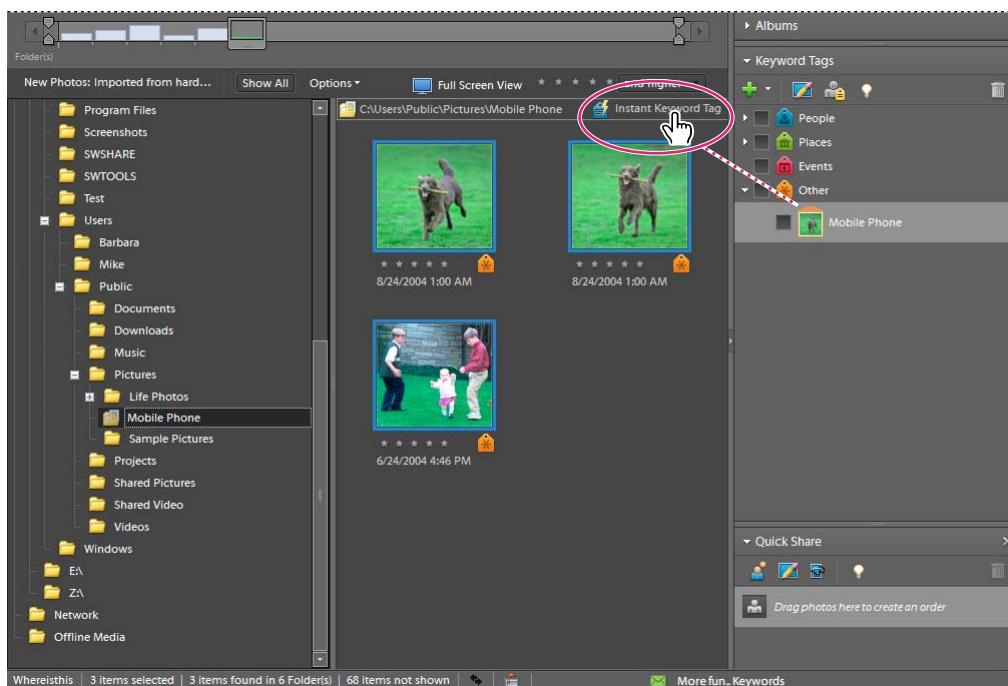 Folder(s)
New Photos: Imported from hard... Show All Options Full Screen View and higher
C:\Users\Public\Pictures\Mobile Phone Instant Keyword Tag
Program Files
Screenshots
SWSHARE
SWTOOLS
Test
Users
Barbara
Mike
Public
Documents
Downloads
Music
Pictures
Life Photos
Mobile Phone
Sample Pictures
Projects
Shared Pictures
Shared Video
Videos
Windows
E:\
Z:\
Network
Offline Media
8/24/2004 1:00 AM 8/24/2004 1:00 AM
6/24/2004 4:46 PM
Albums
Keyword Tags
People
Places
Events
Other
Mobile Phone
Quick Share
Drag photos here to create an order
Whereisthis | 3 items selected | 3 items found in 6 Folder(s) | 68 items not shown More fun_ Keywords